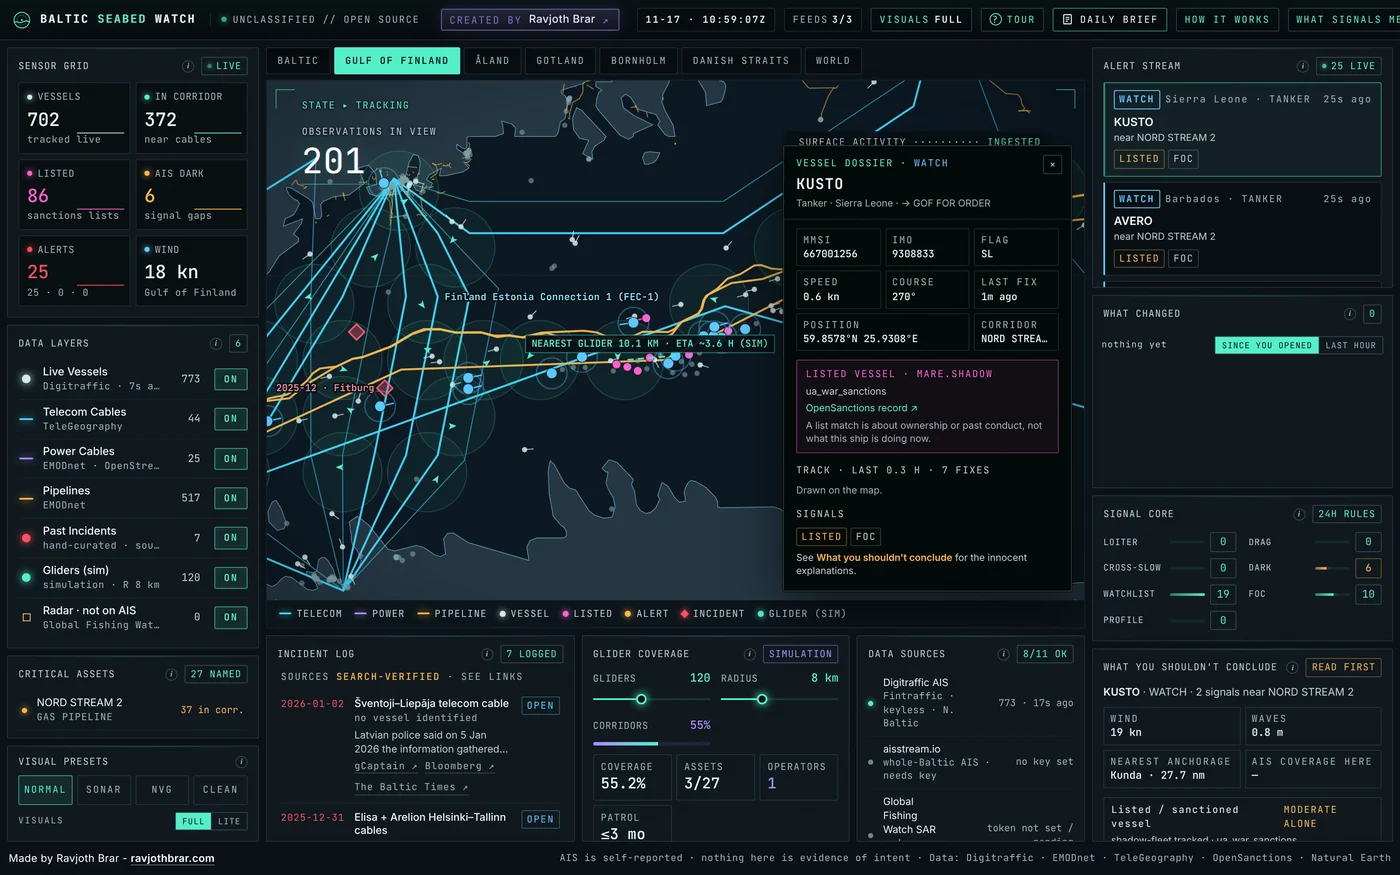 BALTIC SEABED WATCH
UNCLASSIFIED // OPEN SOURCE
CREATED BY Ravjoth Brar ↗
11-17 · 10:59:07Z
FEEDS 3/3
VISUALS FULL
? TOUR
DAILY BRIEF
HOW IT WORKS
WHAT SIGNALS ME
SENSOR GRID
i
LIVE
VESSELS
702
tracked live
IN CORRIDOR
372
near cables
LISTED
86
sanctions lists
AIS DARK
6
signal gaps
ALERTS
25
25 · 0 · 0
WIND
18 kn
Gulf of Finland
DATA LAYERS
i
6
Live Vessels
Digitraffic · 7s a…
773
ON
Telecom Cables
TeleGeography
44
ON
Power Cables
EMODnet · OpenStre…
25
ON
Pipelines
EMODnet
517
ON
Past Incidents
hand-curated · sou…
7
ON
Gliders (sim)
simulation · R 8 km
120
ON
Radar · not on AIS
Global Fishing Wat…
0
ON
CRITICAL ASSETS
i
27 NAMED
NORD STREAM 2
GAS PIPELINE
37 in corr.
VISUAL PRESETS
i
NORMAL
SONAR
NVG
CLEAN
VISUALS
FULL
LITE
BALTIC
GULF OF FINLAND
ÅLAND
GOTLAND
BORNHOLM
DANISH STRAITS
WORLD
STATE ▸ TRACKING
OBSERVATIONS IN VIEW
201
SURFACE ACTIVITY ·········· INGESTED
Finland Estonia Connection 1 (FEC-1)
NEAREST GLIDER 10.1 KM · ETA ~3.6 H (SIM)
2025-12 · Fitburg
VESSEL DOSSIER · WATCH
×
KUSTO
Tanker · Sierra Leone · → GOF FOR ORDER
MMSI
667001256
IMO
9308833
FLAG
SL
SPEED
0.6 kn
COURSE
270°
LAST FIX
1m ago
POSITION
59.8578°N 25.9308°E
CORRIDOR
NORD STREA…
LISTED VESSEL · MARE.SHADOW
ua_war_sanctions
OpenSanctions record ↗
A list match is about ownership or past conduct, not
what this ship is doing now.
TRACK · LAST 0.3 H · 7 FIXES
Drawn on the map.
SIGNALS
LISTED
FOC
See What you shouldn't conclude for the innocent
explanations.
TELECOM
POWER
PIPELINE
VESSEL
LISTED
ALERT
INCIDENT
GLIDER (SIM)
INCIDENT LOG
i
7 LOGGED
SOURCES SEARCH-VERIFIED · SEE LINKS
2026-01-02
Šventoji–Liepāja telecom cable
OPEN
no vessel identified
Latvian police said on 5 Jan
2026 the information gathered…
gCaptain ↗
Bloomberg ↗
The Baltic Times ↗
2025-12-31
Elisa + Arelion Helsinki–Tallinn
cables
OPEN
GLIDER COVERAGE
i
SIMULATION
GLIDERS
120
RADIUS
8 km
CORRIDORS
55%
COVERAGE
55.2%
ASSETS
3/27
OPERATORS
1
PATROL
≤3 mo
DATA SOURCES
i
8/11 OK
Digitraffic AIS
Fintraffic ·
keyless · N.
Baltic
773 · 17s ago
aisstream.io
whole-Baltic AIS ·
needs key
no key set
Global
Fishing
Watch SAR
token not set /
ALERT STREAM
i
25 LIVE
WATCH
Sierra Leone · TANKER
25s ago
KUSTO
near NORD STREAM 2
LISTED
FOC
WATCH
Barbados · TANKER
25s ago
AVERO
near NORD STREAM 2
LISTED
FOC
WHAT CHANGED
i
0
nothing yet
SINCE YOU OPENED
LAST HOUR
SIGNAL CORE
i
24H RULES
LOITER
0
DRAG
0
CROSS-SLOW
0
DARK
6
WATCHLIST
19
FOC
10
PROFILE
0
WHAT YOU SHOULDN'T CONCLUDE
i
READ FIRST
KUSTO · WATCH · 2 signals near NORD STREAM 2
WIND
19 kn
WAVES
0.8 m
NEAREST ANCHORAGE
Kunda · 27.7 nm
AIS COVERAGE HERE
—
Listed / sanctioned
vessel
MODERATE
ALONE
shadow-fleet tracked · ua_war_sanctions
Made by Ravjoth Brar - ravjothbrar.com
AIS is self-reported · nothing here is evidence of intent · Data: Digitraffic · EMODnet · TeleGeography · OpenSanctions · Natural Earth